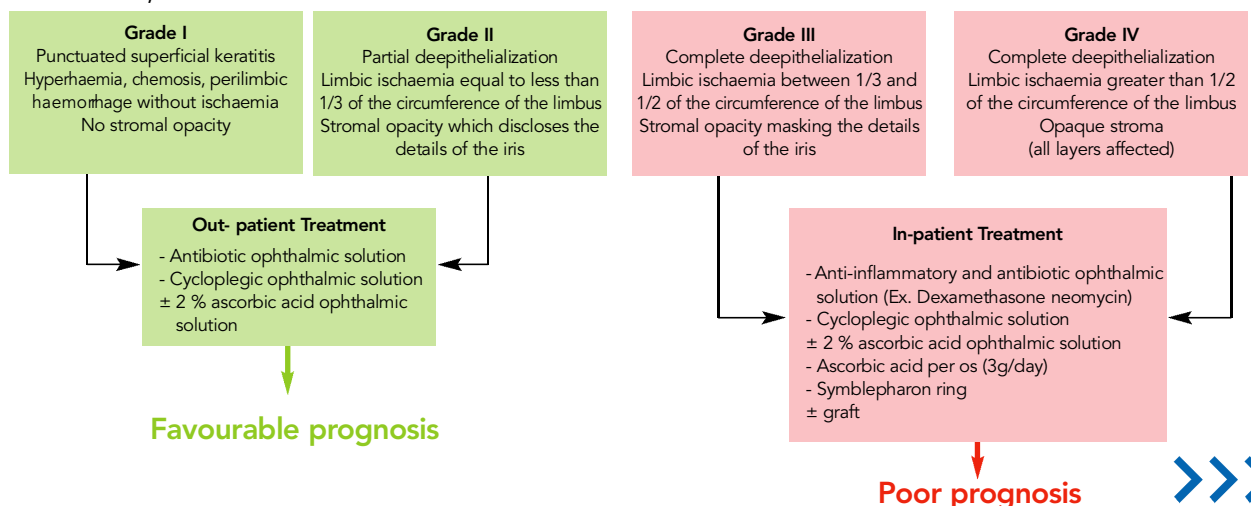 Grade I
Punctuated superficial keratitis
Hyperhaemia, chemosis, perilimbic
haemorrhage without ischaemia
No stromal opacity
Grade II
Partial deepithelialization
Limbic ischaemia equal to less than
1/3 of the circumference of the limbus
Stromal opacity which discloses the
details of the iris
Grade III
Complete deepithelialization
Limbic ischaemia between 1/3 and
1/2 of the circumference of the limbus
Stromal opacity masking the details
of the iris
Grade IV
Complete deepithelialization
Limbic ischaemia greater than 1/2
of the circumference of the limbus
Opaque stroma
(all layers affected)
Out- patient Treatment
- Antibiotic ophthalmic solution
- Cycloplegic ophthalmic solution
± 2 % ascorbic acid ophthalmic
solution
Favourable prognosis
In-patient Treatment
- Anti-inflammatory and antibiotic ophthalmic
solution (Ex. Dexamethasone neomycin)
- Cycloplegic ophthalmic solution
± 2 % ascorbic acid ophthalmic solution
- Ascorbic acid per os (3g/day)
- Symblepharon ring
± graft
Poor prognosis